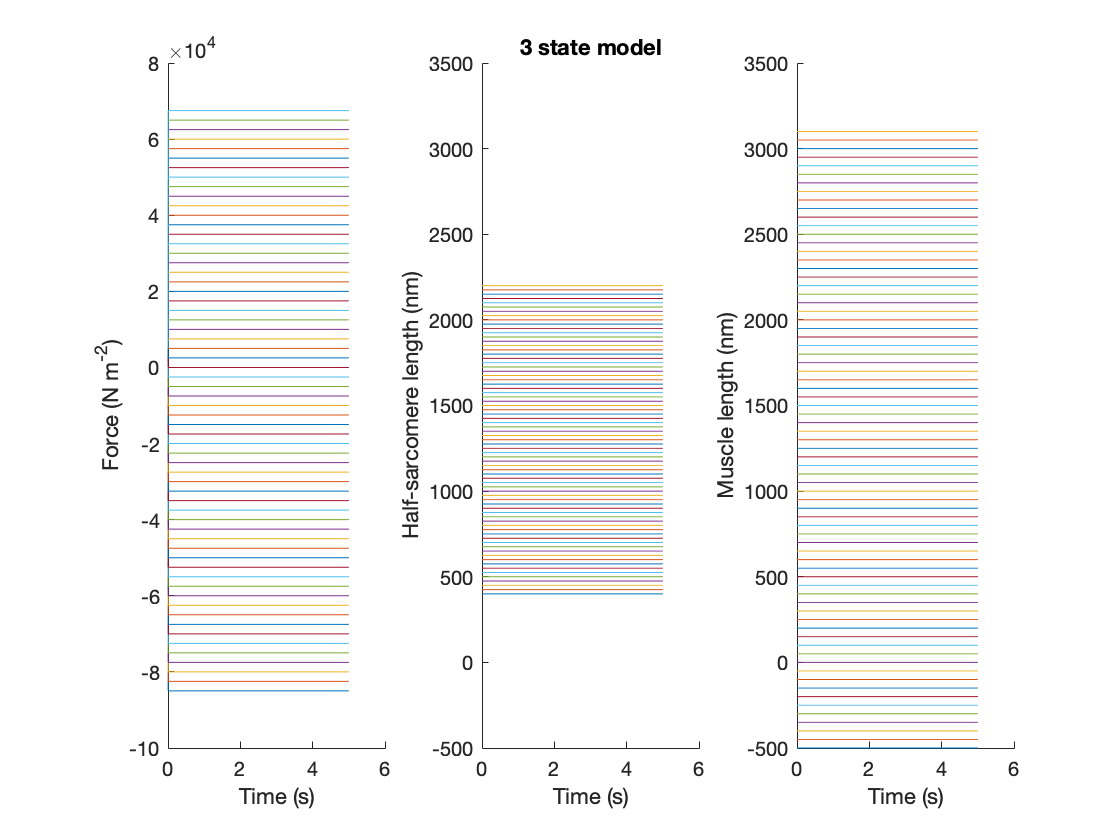 3 state model
×10⁴
8
6
4
2
0
-2
-4
-6
-8
-10
Force (N m⁻²)
0 2 4 6
Time (s)
3500
3000
2500
2000
1500
1000
500
0
-500
Half-sarcomere length (nm)
0 2 4 6
Time (s)
3500
3000
2500
2000
1500
1000
500
0
-500
Muscle length (nm)
0 2 4 6
Time (s)